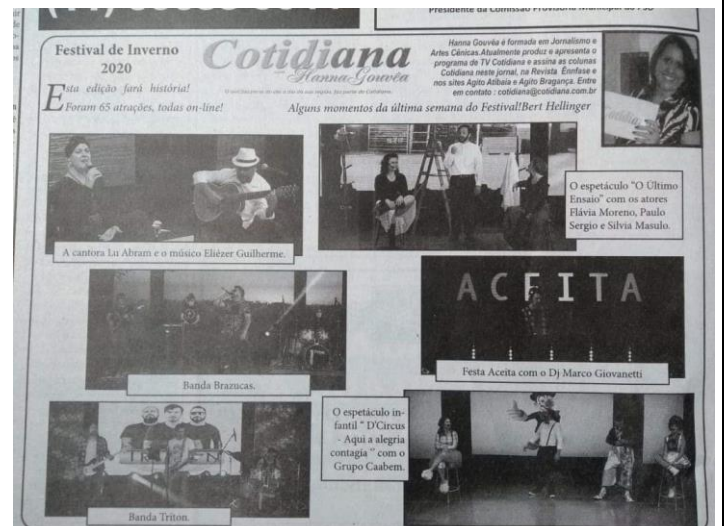 Presidente da Comissão Provisória Municipal do PSD
Festival de Inverno
2020
Cotidiana
com
Hanna Gouvêa
Hanna Gouvêa é formada em Jornalismo e
Artes Cênicas.Atualmente produz e apresenta o
programa de TV Cotidiana e assina as colunas
Cotidiana neste jornal, na Revista Ênnfase e
nos sites Agito Atibaia e Agito Bragança. Entre
em contato : cotidiana@cotidiana.com.br
Esta edição fará história!
Foram 65 atrações, todas on-line!
Alguns momentos da última semana do Festival!Bert Hellinger
A cantora Lu Abram e o músico Eliézer Guilherme.
O espetáculo "O Último
Ensaio" com os atores
Flávia Moreno, Paulo
Sergio e Silvia Masulo.
Banda Brazucas.
ACEITA
Festa Aceita com o Dj Marco Giovanetti
O espetáculo in-
fantil " D'Circus
- Aqui a alegria
contagia " com o
Grupo Caabem.
Banda Triton.